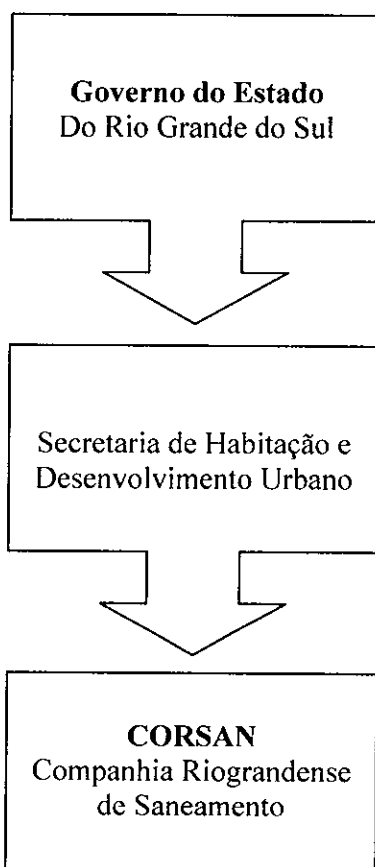 Governo do Estado
Do Rio Grande do Sul
Secretaria de Habitação e
Desenvolvimento Urbano
CORSAN
Companhia Riograndense
de Saneamento